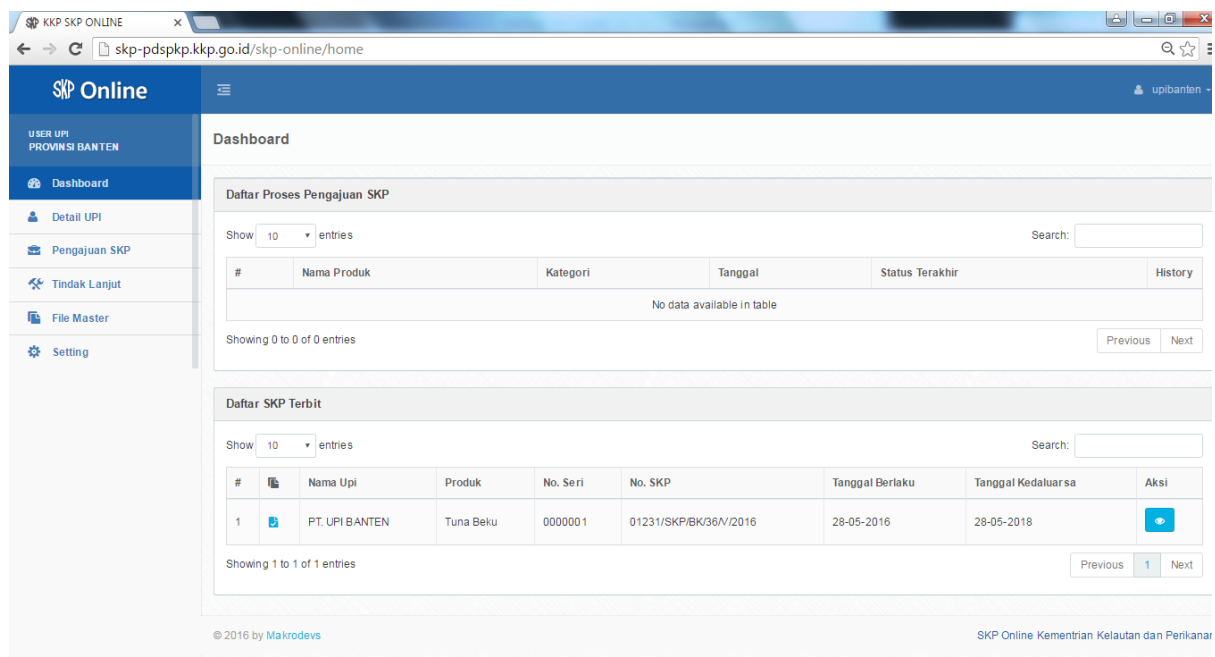 KKP SKP ONLINE
skp-pdspkp.kkp.go.id/skp-online/home
SKP Online
upibanten
USER UPI
PROVINSI BANTEN
Dashboard
Dashboard
Detail UPI
Pengajuan SKP
Tindak Lanjut
File Master
Setting
Daftar Proses Pengajuan SKP
Show 10 entries Search:
# Nama Produk Kategori Tanggal Status Terakhir History
No data available in table
Showing 0 to 0 of 0 entries Previous Next
Daftar SKP Terbit
Show 10 entries Search:
# Nama Upi Produk No. Seri No. SKP Tanggal Berlaku Tanggal Kedaluarsa Aksi
1 PT. UPI BANTEN Tuna Beku 0000001 01231/SKP/BK/36/V/2016 28-05-2016 28-05-2018
Showing 1 to 1 of 1 entries Previous 1 Next
© 2016 by Makrodevs SKP Online Kementrian Kelautan dan Perikanan